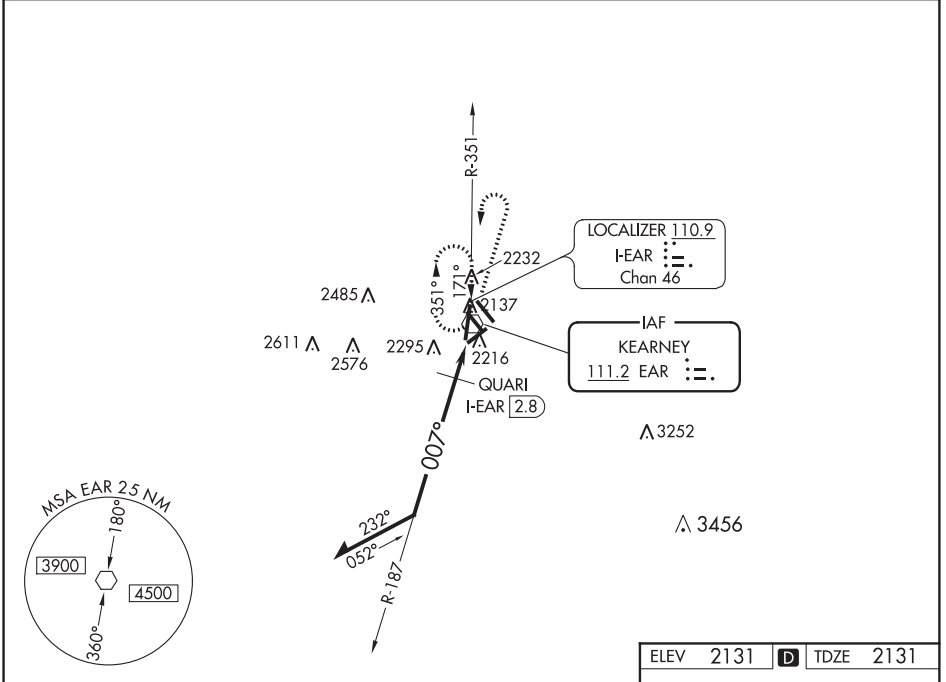 R-351
LOCALIZER 110.9
I-EAR
Chan 46
2232
171°
351°
2485
2137
IAF
KEARNEY
111.2 EAR
2611
2576
2295
2216
QUARI
I-EAR 2.8
007°
3252
3456
232°
052°
R-187
MSA EAR 25 NM
180°
3900
4500
360°
ELEV 2131 D TDZE 2131